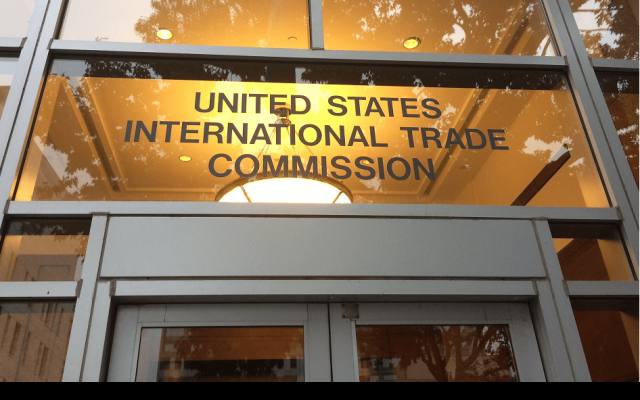 UNITED STATES
INTERNATIONAL TRADE
COMMISSION